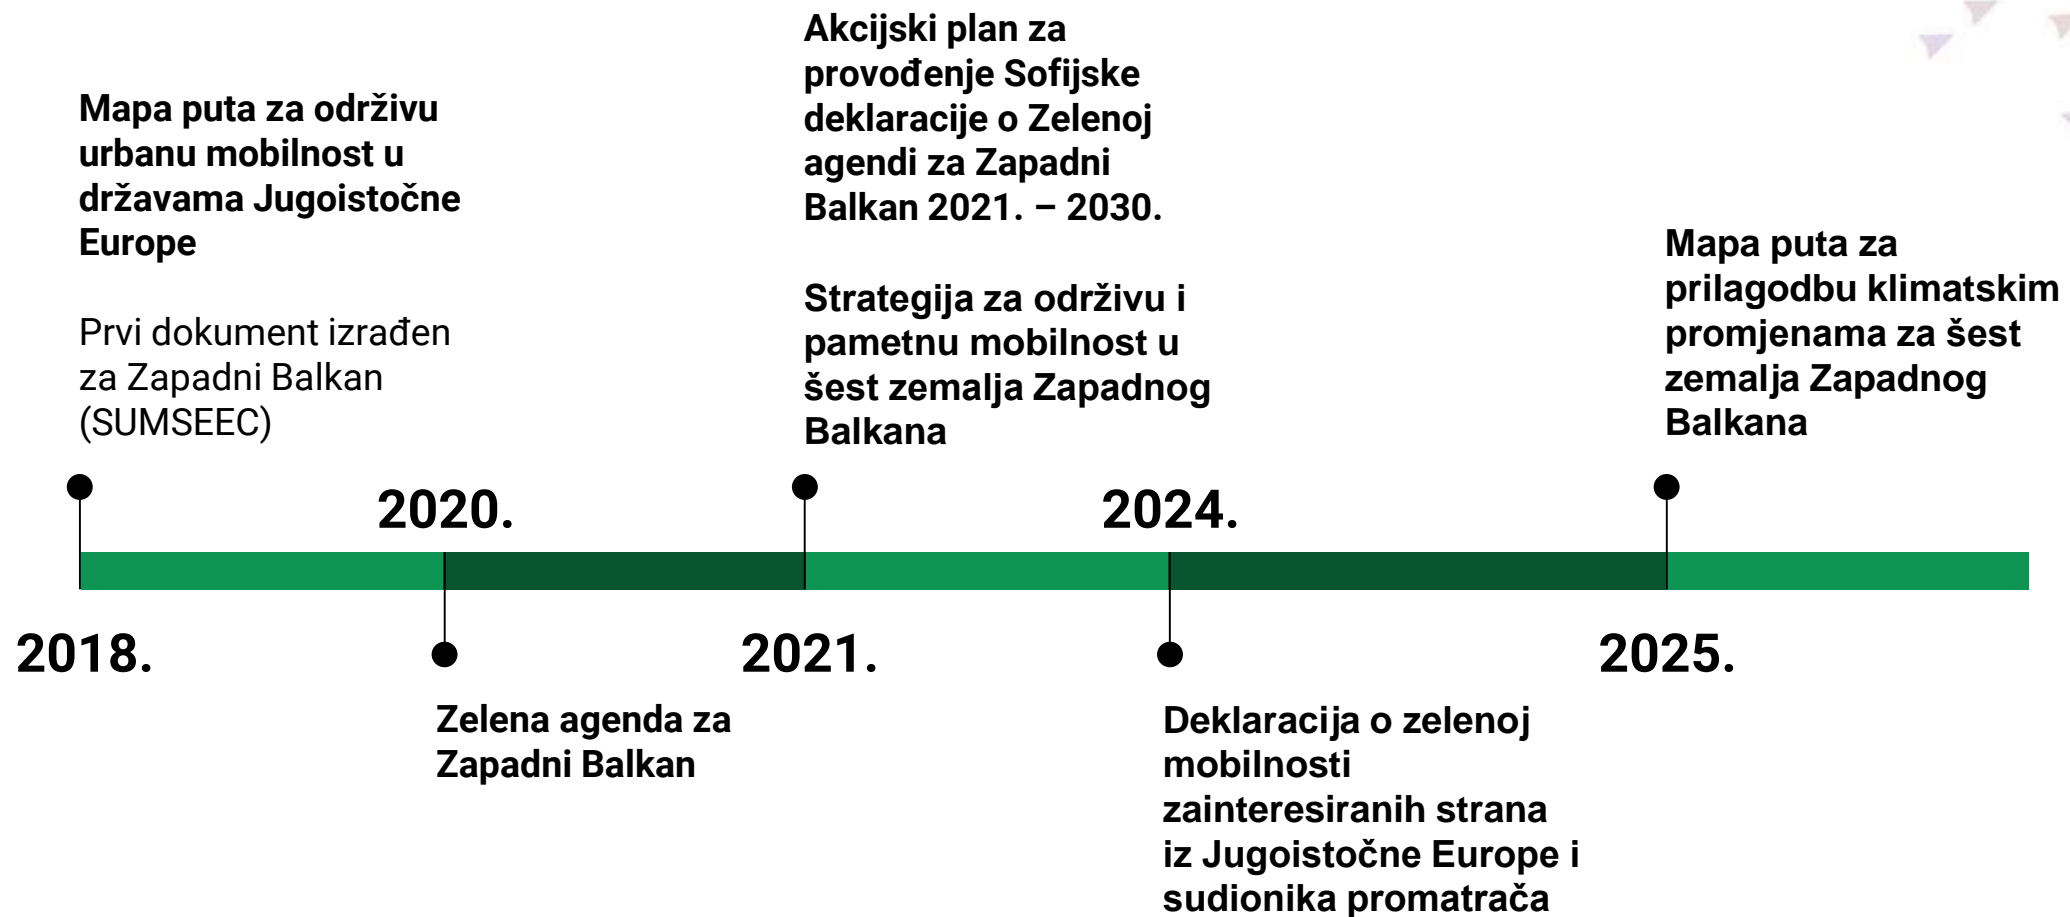 Mapa puta za održivu
urbanu mobilnost u
državama Jugoistočne
Europe
Prvi dokument izrađen
za Zapadni Balkan
(SUMSEEC)
2018.
2020.
Zelena agenda za
Zapadni Balkan
Akcijski plan za
provođenje Sofijske
deklaracije o Zelenoj
agendi za Zapadni
Balkan 2021. – 2030.
Strategija za održivu i
pametnu mobilnost u
šest zemalja Zapadnog
Balkana
2021.
2024.
Deklaracija o zelenoj
mobilnosti
zainteresiranih strana
iz Jugoistočne Europe i
sudionika promatrača
Mapa puta za
prilagodbu klimatskim
promjenama za šest
zemalja Zapadnog
Balkana
2025.